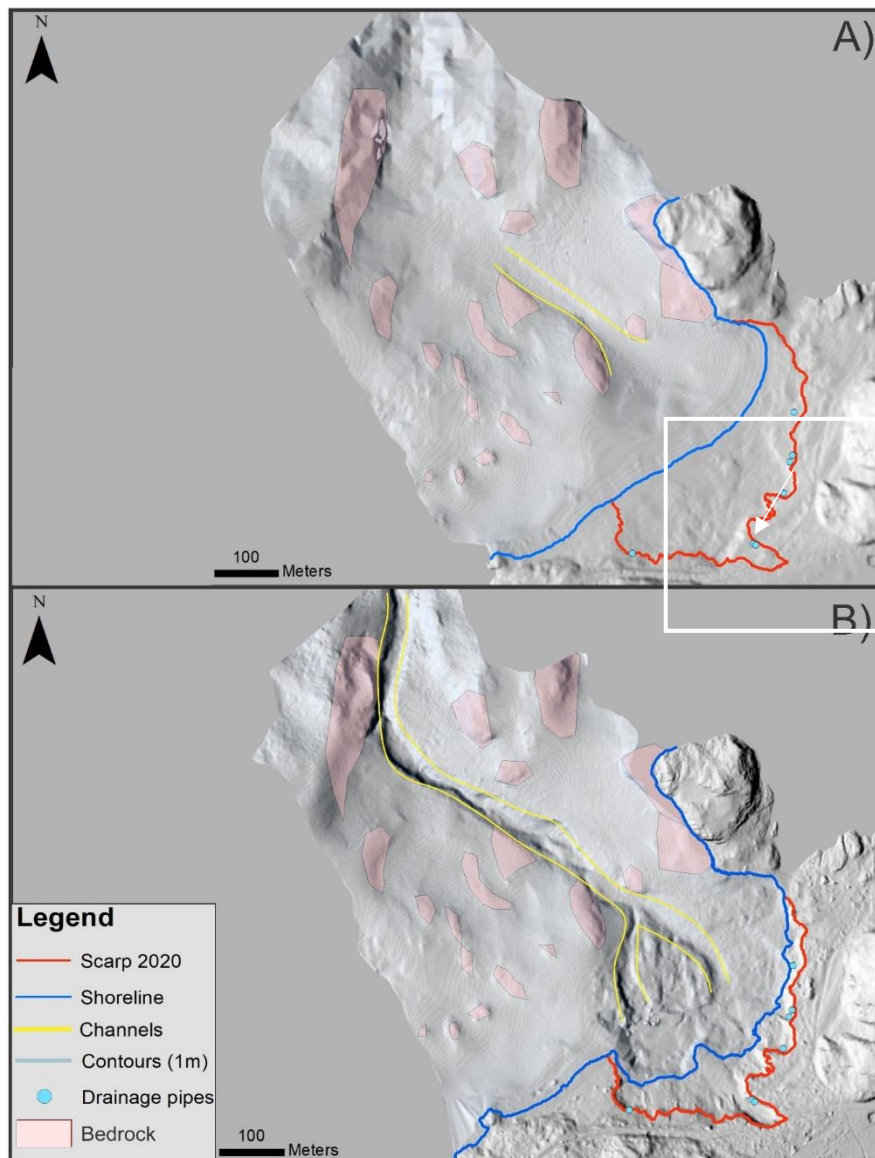 A)
N
100
Meters
B)
N
Legend
Scarp 2020
Shoreline
Channels
Contours (1m)
Drainage pipes
Bedrock
100
Meters